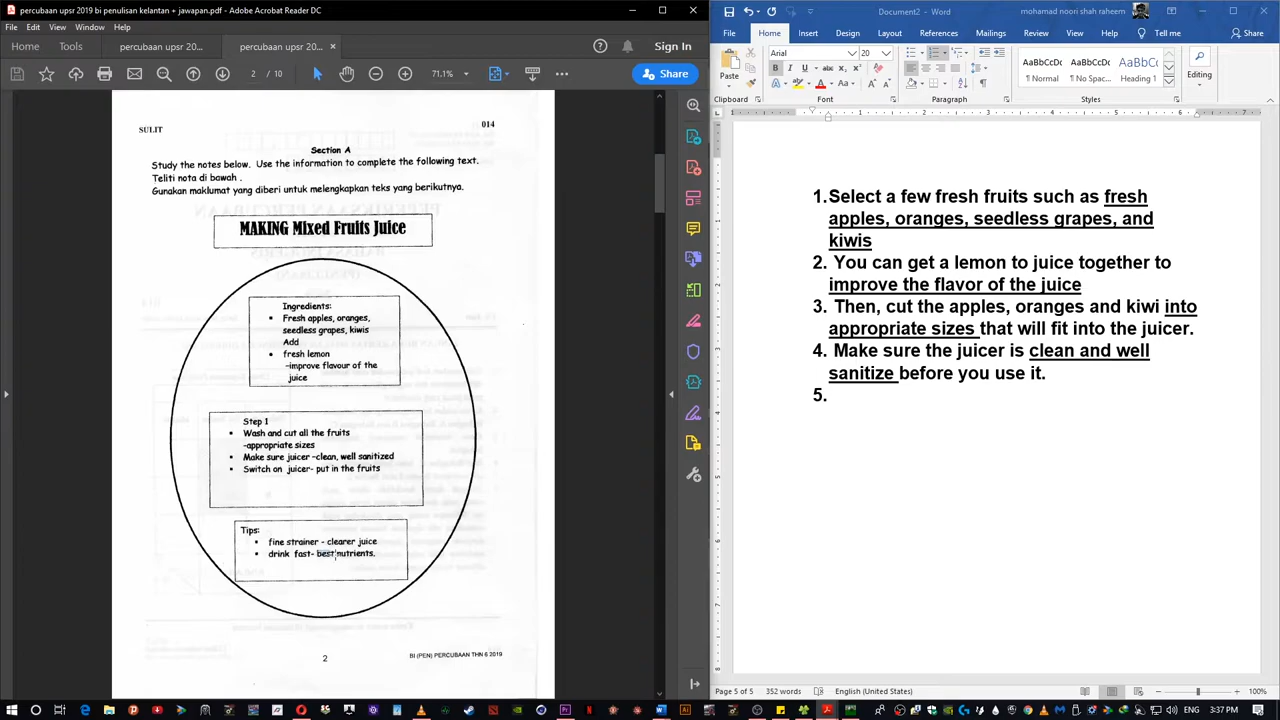 percubaan upsr 2019 bi penulisan kelantan + jawapan.pdf - Adobe Acrobat Reader DC
File Edit View Window Help
Home
percubaan upsr 20...
percubaan upsr 20... ×
Sign In
2 / 10
71.1%
Share
SULIT
014
Section A
Study the notes below. Use the information to complete the following text.
Teliti nota di bawah .
Gunakan maklumat yang diberi untuk melengkapkan teks yang berikutnya.
MAKING Mixed Fruits Juice
Ingredients:
Fresh apples, oranges,
seedless grapes, kiwis
Add
fresh lemon
-improve flavour of the
juice
Step 1
Wash and cut all the fruits
-appropriate sizes
Make sure juicer -clean, well sanitized
Switch on juicer- put in the fruits
Tips:
fine strainer - clearer juice
drink fast- best nutrients.
2
BI (PEN) PERCUBAAN THN 6 2019
Document2 - Word
mohamad noori shah raheem
File Home Insert Design Layout References Mailings Review View Tell me Share
Paste
Arial
20
AaBbCcDc AaBbCcDc AaBbC
¶ Normal ¶ No Spac... Heading 1
Editing
Clipboard Font Paragraph Styles
1.Select a few fresh fruits such as fresh
apples, oranges, seedless grapes, and
kiwis
2. You can get a lemon to juice together to
improve the flavor of the juice
3. Then, cut the apples, oranges and kiwi into
appropriate sizes that will fit into the juicer.
4. Make sure the juicer is clean and well
sanitize before you use it.
5.
Page 5 of 5 352 words English (United States)
100%
ENG 3:37 PM